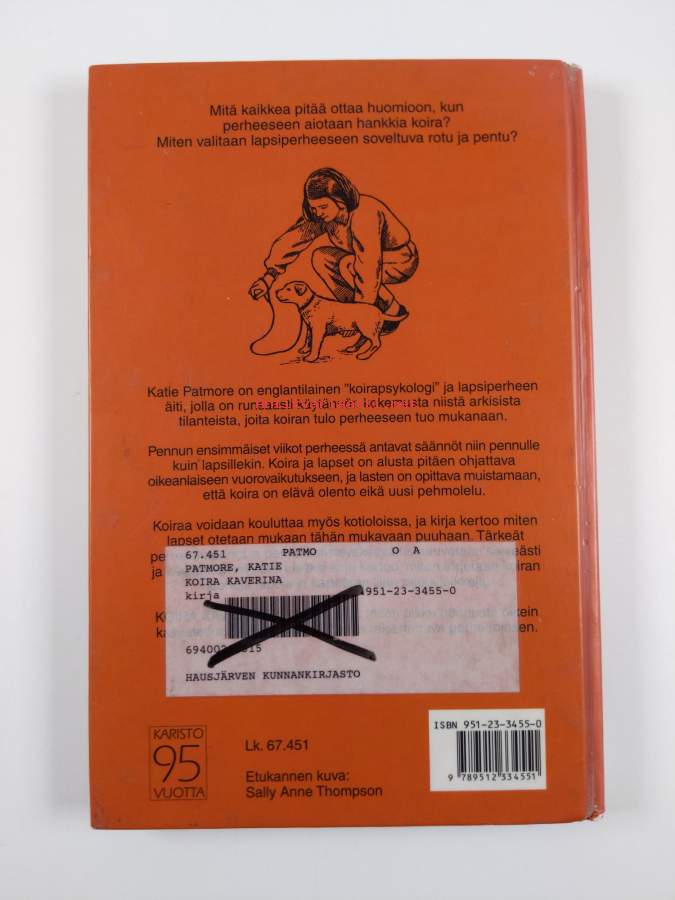 Mitä kaikkea pitää ottaa huomioon, kun
perheeseen aiotaan hankkia koira?
Miten valitaan lapsiperheeseen soveltuva rotu ja pentu?
Katie Patmore on englantilainen "koirapsykologi" ja lapsiperheen
äiti, jolla on runsaasti käytännön kokemusta niistä arkisista
tilanteista, joita koiran tulo perheeseen tuo mukanaan.
Pennun ensimmäiset viikot perheessä antavat säännöt niin pennulle
kuin lapsillekin. Koira ja lapset on alusta pitäen ohjattava
oikeanlaiseen vuorovaikutukseen, ja lasten on opittava muistamaan,
että koira on elävä olento eikä uusi pehmolelu.
Koiraa voidaan kouluttaa myös kotioloissa, ja kirja kertoo miten
lapset otetaan mukaan tähän mukavaan puuhaan. Tärkeät
67.451 PATMO O A
PATMORE, KATIE
KOIRA KAVERINA
kirja 951-23-3455-0
HAUSJÄRVEN KUNNANKIRJASTO
KARISTO
95
VUOTTA
Lk. 67.451
Etukannen kuva:
Sally Anne Thompson
ISBN 951-23-3455-0
9 789512 334551